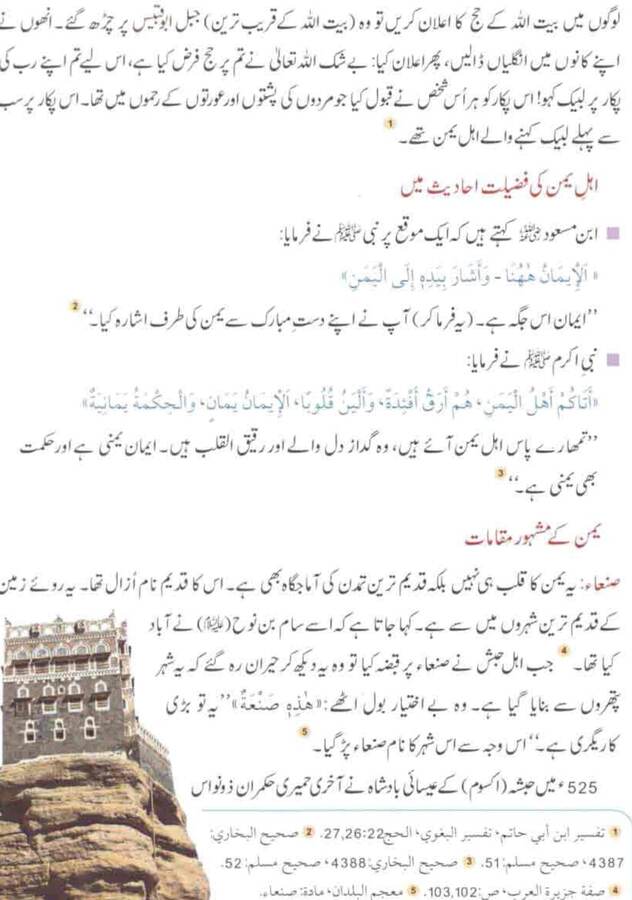 لوگوں میں بیت اللہ کے حج کا اعلان کریں تو وہ (بیت اللہ کے قریب ترین) جبل ابوقبیس پر چڑھ گئے۔ انھوں نے
اپنے کانوں میں انگلیاں ڈالیں، پھر اعلان کیا: بے شک اللہ تعالیٰ نے تم پر حج فرض کیا ہے، اس لیے تم اپنے رب کی
پکار پر لبیک کہو! اس پکار کو ہر اُس شخص نے قبول کیا جو مردوں کی پشتوں اور عورتوں کے رحموں میں تھا۔ اس پکار پر سب
سے پہلے لبیک کہنے والے اہل یمن تھے۔ 1
اہلِ یمن کی فضیلت احادیث میں
ابن مسعود رضی اللہ عنہ کہتے ہیں کہ ایک موقع پر نبی ﷺ نے فرمایا:
«اَلْإِيمَانُ هٰهُنَا - وَأَشَارَ بِيَدِهٖ إِلَى الْيَمَنِ»
’’ایمان اس جگہ ہے۔ (یہ فرما کر) آپ نے اپنے دستِ مبارک سے یمن کی طرف اشارہ کیا۔‘‘ 2
نبی اکرم ﷺ نے فرمایا:
«أَتَاكُمْ أَهْلُ الْيَمَنِ، هُمْ أَرَقُّ أَفْئِدَةً، وَأَلْيَنُ قُلُوبًا، اَلْإِيمَانُ يَمَانٍ، وَالْحِكْمَةُ يَمَانِيَةٌ»
’’تمھارے پاس اہل یمن آئے ہیں، وہ گداز دل والے اور رقیق القلب ہیں۔ ایمان یمنی ہے اور حکمت
بھی یمنی ہے۔‘‘ 3
یمن کے مشہور مقامات
صنعاء: یہ یمن کا قلب ہی نہیں بلکہ قدیم ترین تمدن کی آماجگاہ بھی ہے۔ اس کا قدیم نام اُزال تھا۔ یہ روئے زمین
کے قدیم ترین شہروں میں سے ہے۔ کہا جاتا ہے کہ اسے سام بن نوح (علیہ السلام) نے آباد
کیا تھا۔ 4 جب اہل حبش نے صنعاء پر قبضہ کیا تو وہ یہ دیکھ کر حیران رہ گئے کہ یہ شہر
پتھروں سے بنایا گیا ہے۔ وہ بے اختیار بول اٹھے: «هٰذِهٖ صَنْعَةٌ» ’’یہ تو بڑی
کاریگری ہے۔‘‘ اس وجہ سے اس شہر کا نام صنعاء پڑ گیا۔ 5
525ء میں حبشہ (اکسوم) کے عیسائی بادشاہ نے آخری حمیری حکمران ذونواس
1 تفسير ابن أبي حاتم، تفسير البغوي، الحج 27,26:22. 2 صحيح البخاري:
4387، صحيح مسلم:51. 3 صحيح البخاري:4388، صحيح مسلم:52.
4 صفة جزيرة العرب، ص:103,102. 5 معجم البلدان، مادة: صنعاء.